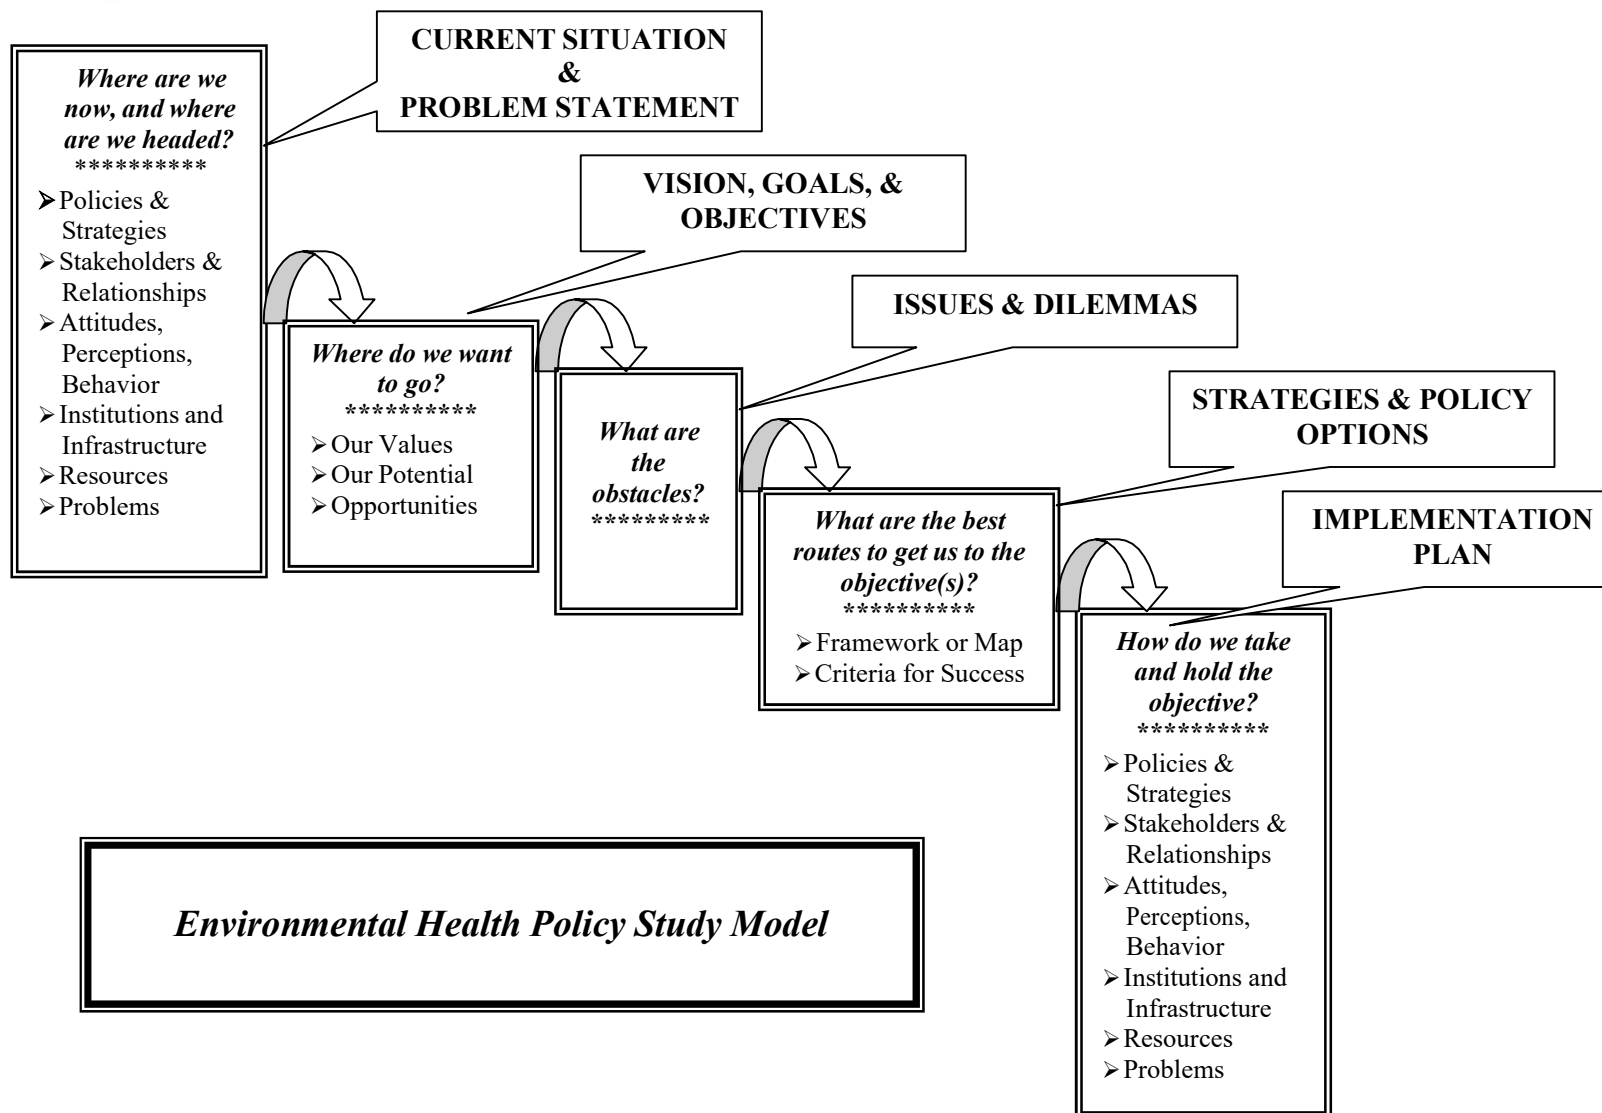 CURRENT SITUATION
&
PROBLEM STATEMENT
Where are we
now, and where
are we headed?
**********
➢Policies &
Strategies
➢Stakeholders &
Relationships
➢Attitudes,
Perceptions,
Behavior
➢Institutions and
Infrastructure
➢Resources
➢Problems
VISION, GOALS, &
OBJECTIVES
Where do we want
to go?
**********
➢Our Values
➢Our Potential
➢Opportunities
ISSUES & DILEMMAS
What are
the
obstacles?
*********
STRATEGIES & POLICY
OPTIONS
What are the best
routes to get us to the
objective(s)?
**********
➢Framework or Map
➢Criteria for Success
IMPLEMENTATION
PLAN
How do we take
and hold the
objective?
**********
➢Policies &
Strategies
➢Stakeholders &
Relationships
➢Attitudes,
Perceptions,
Behavior
➢Institutions and
Infrastructure
➢Resources
➢Problems
Environmental Health Policy Study Model